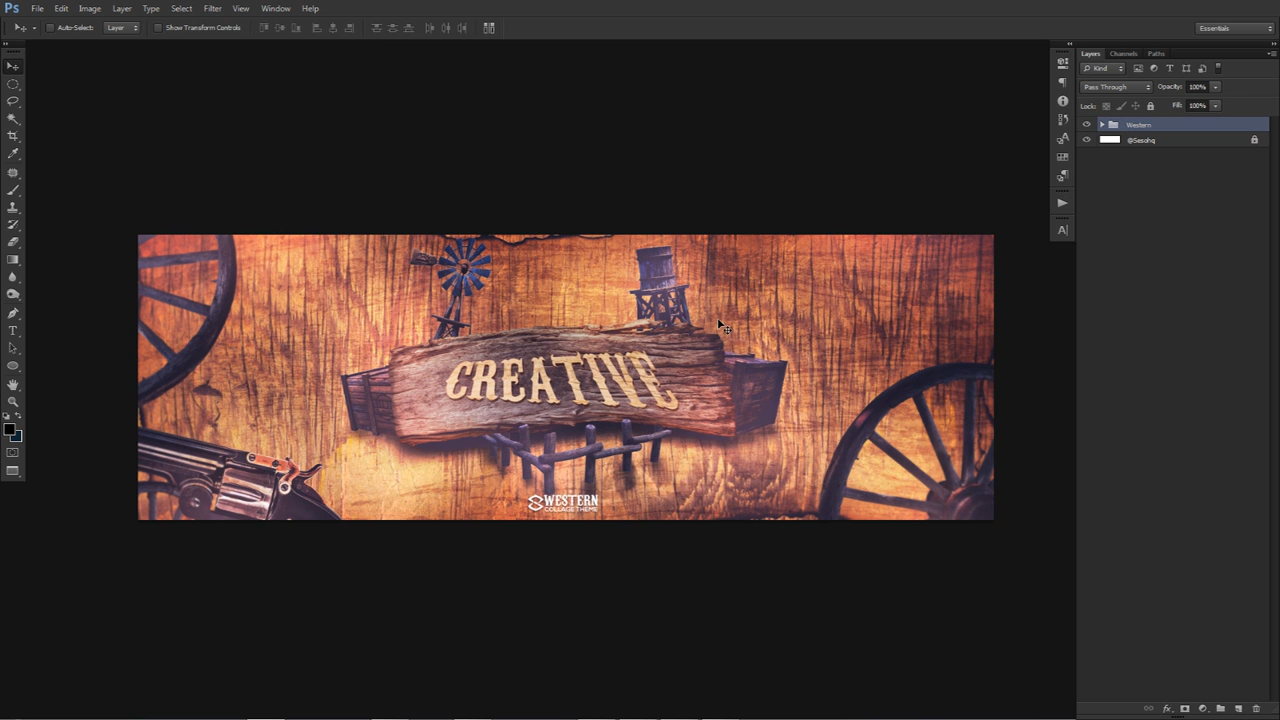 Ps File Edit Image Layer Type Select Filter View Window Help
Auto-Select: Layer Show Transform Controls Essentials
Layers Channels Paths
Kind T
Pass Through Opacity: 100%
Lock: Fill: 100%
Western
@Sesohq
CREATIVE
WESTERN
COLLAGE THEME